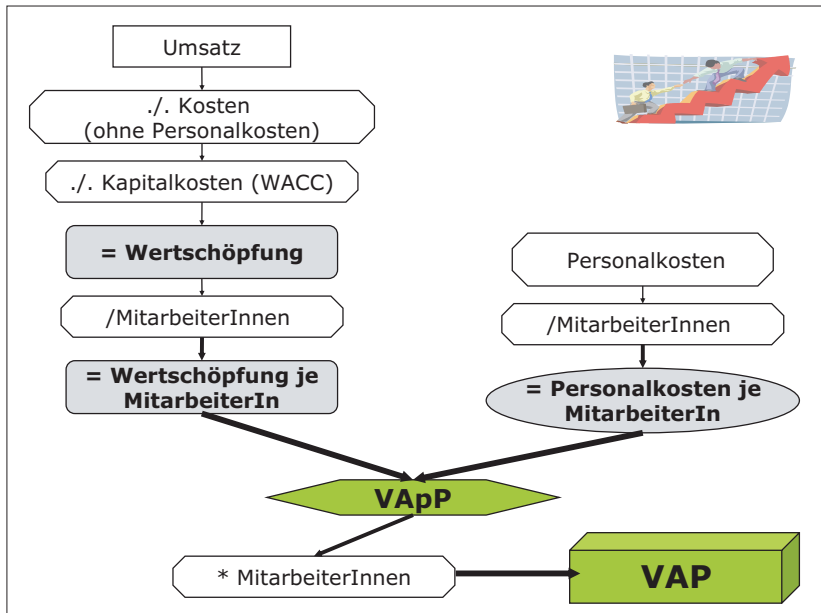 Umsatz
./. Kosten
(ohne Personalkosten)
./. Kapitalkosten (WACC)
= Wertschöpfung
/MitarbeiterInnen
= Wertschöpfung je
MitarbeiterIn
Personalkosten
/MitarbeiterInnen
= Personalkosten je
MitarbeiterIn
VApP
* MitarbeiterInnen
VAP